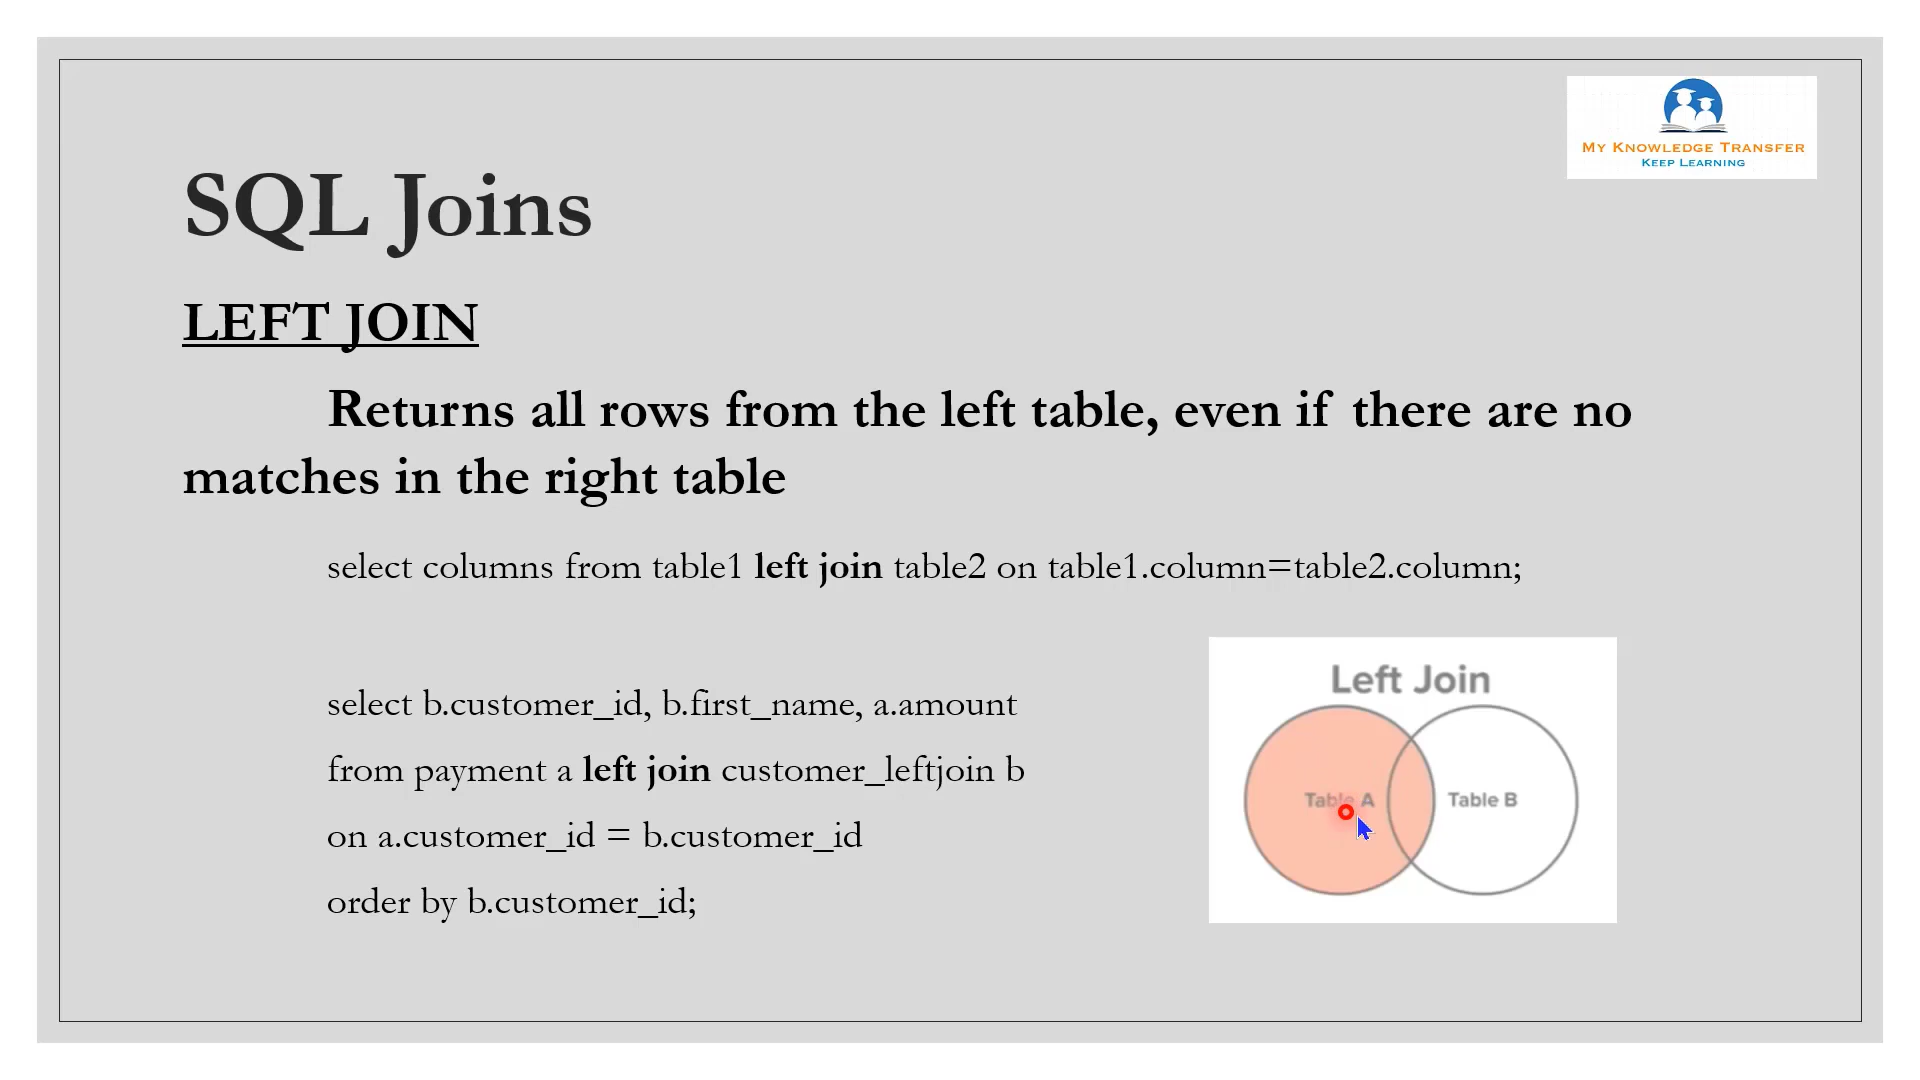 MY KNOWLEDGE TRANSFER
KEEP LEARNING
SQL Joins
LEFT JOIN
Returns all rows from the left table, even if there are no
matches in the right table
select columns from table1 left join table2 on table1.column=table2.column;
select b.customer_id, b.first_name, a.amount
from payment a left join customer_leftjoin b
on a.customer_id = b.customer_id
order by b.customer_id;
Left Join
Table A
Table B